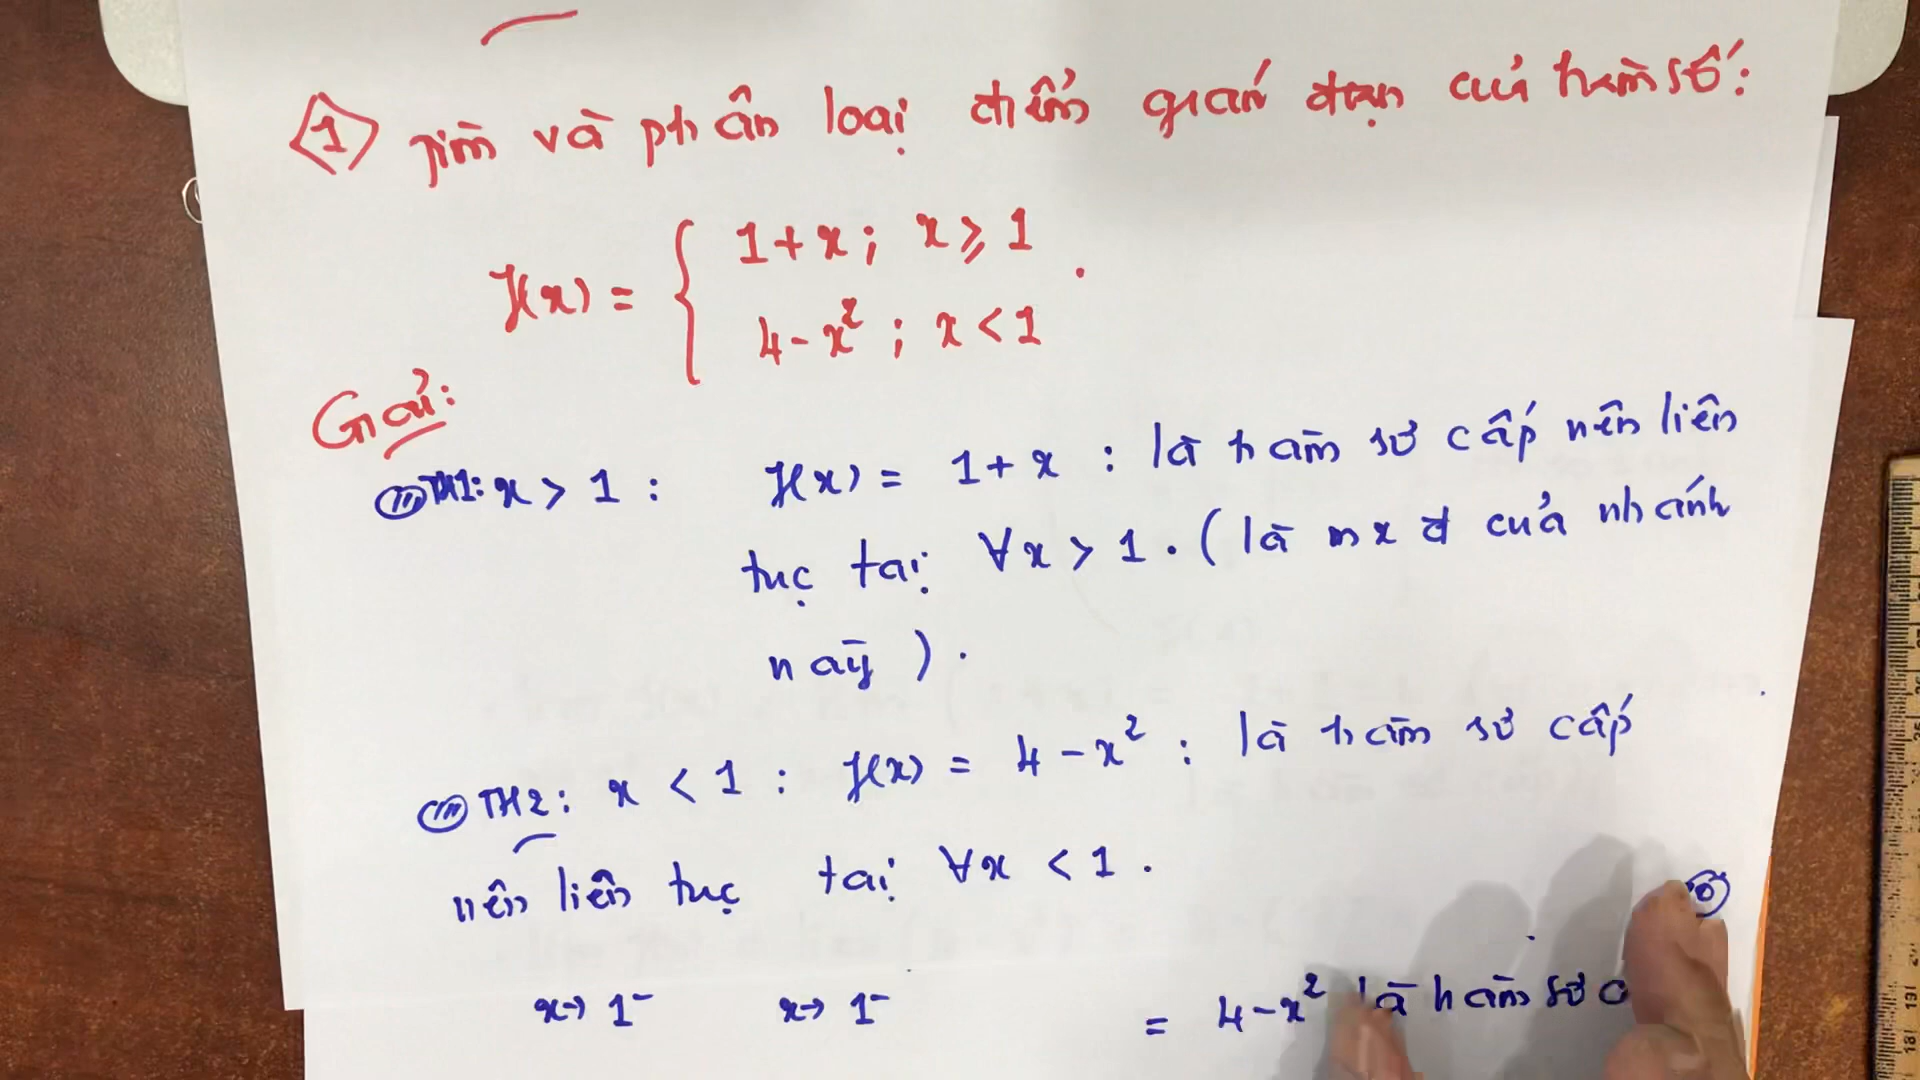 1 Tìm và phân loại điểm gián đoạn của hàm số:
f(x) = { 1+x ; x ⩾ 1
4-x² ; x < 1 .
Giải:
TH1: x > 1 : f(x) = 1+x : là hàm sơ cấp nên liên
tục tại ∀x > 1 . (là mxđ của nhánh
này ) .
TH2 : x < 1 : f(x) = 4-x² : là hàm sơ cấp
nên liên tục tại ∀x < 1 .
x→1⁻ x→1⁻ = 4-x² là hàm sơ